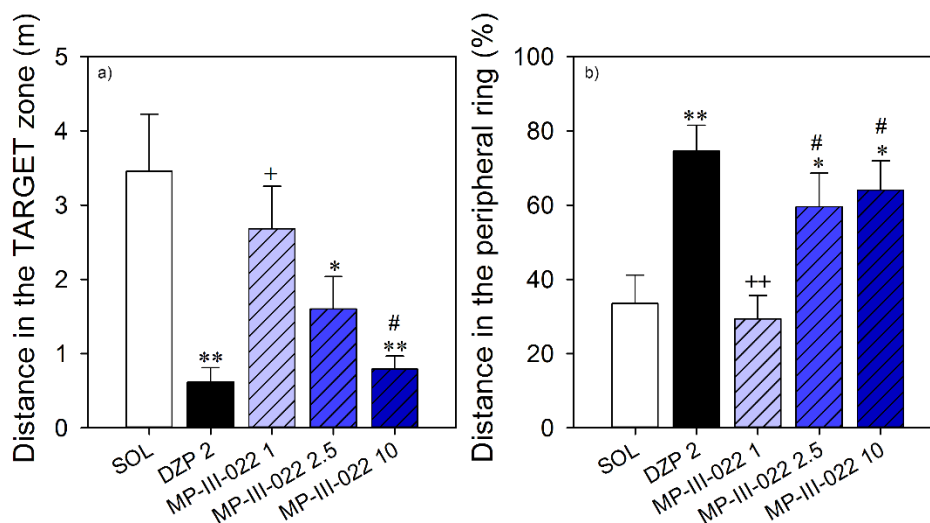 Distance in the TARGET zone (m)
a)
5
4
3
2
1
0
**
+
*
#
**
SOL
DZP 2
MP-III-022 1
MP-III-022 2.5
MP-III-022 10
Distance in the peripheral ring (%)
b)
100
80
60
40
20
0
**
++
#
*
#
*
SOL
DZP 2
MP-III-022 1
MP-III-022 2.5
MP-III-022 10